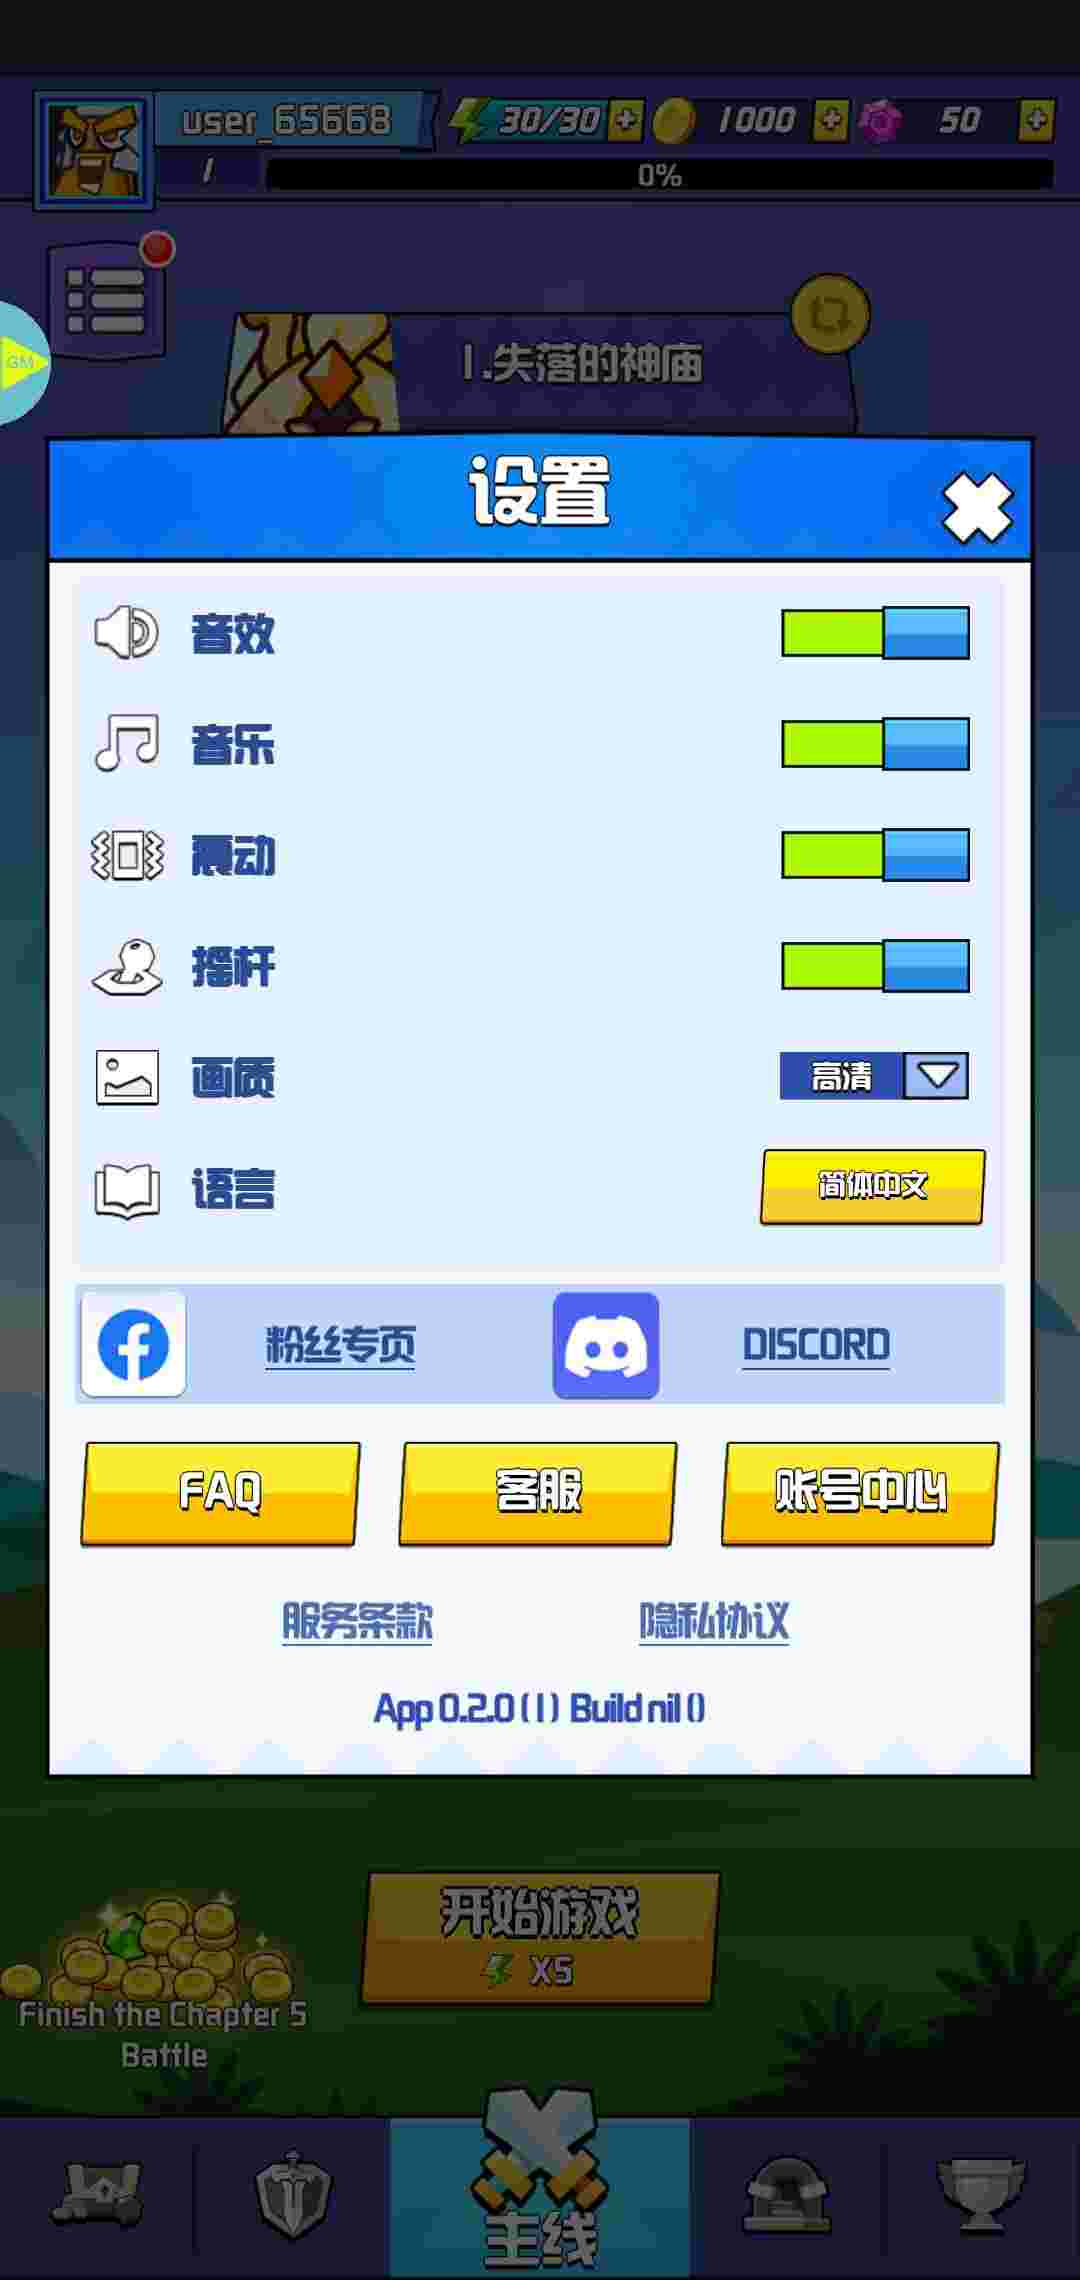 user_65668
30/30
1000
50
1
0%
GM
1.失落的神庙
设置
音效
音乐
震动
摇杆
画质
高清
语言
简体中文
粉丝专页
DISCORD
FAQ
客服
账号中心
服务条款
隐私协议
App 0.2.0 (1) Build nil ()
开始游戏
X5
Finish the Chapter 5
Battle
主线